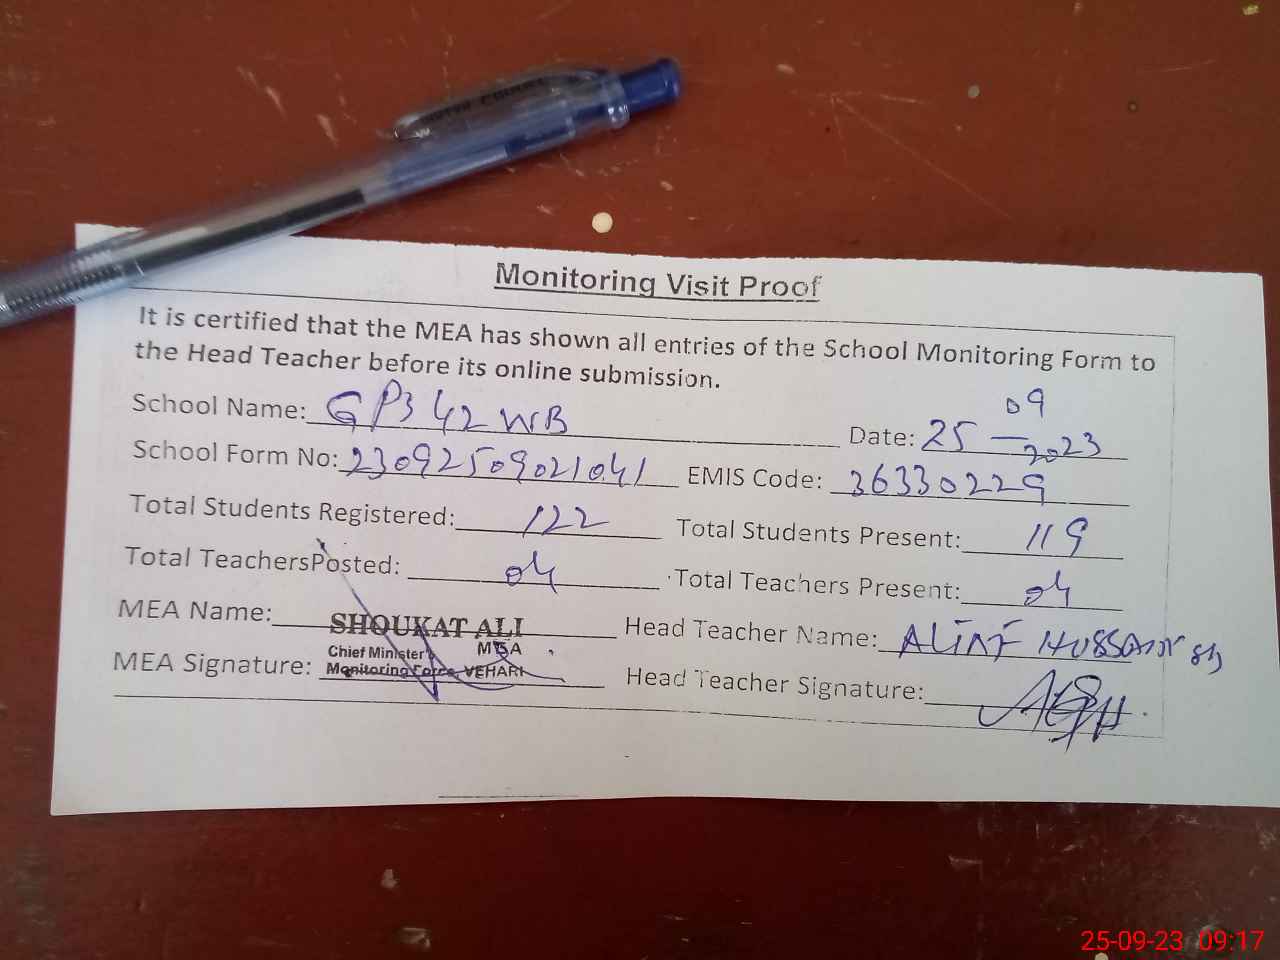 Monitoring Visit Proof
It is certified that the MEA has shown all entries of the School Monitoring Form to
the Head Teacher before its online submission.
School Name: GPS 42 WB Date: 25-09-2023
School Form No: 23092509021041 EMIS Code: 36330229
Total Students Registered: 122 Total Students Present: 119
Total TeachersPosted: 04 Total Teachers Present: 04
MEA Name: SHOUKAT ALI Head Teacher Name:
Chief Minister's
Monitoring Force VEHARI
MEA Signature: Head Teacher Signature:
25-09-23 09:17